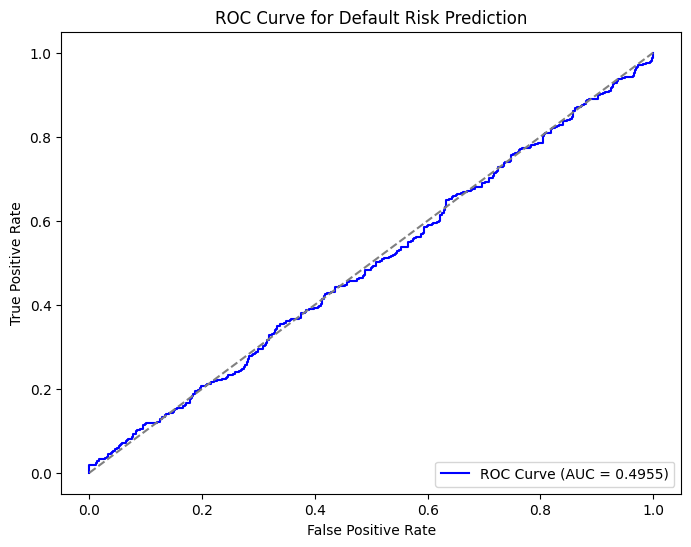 ROC Curve for Default Risk Prediction
True Positive Rate
1.0
0.8
0.6
0.4
0.2
0.0
ROC Curve (AUC = 0.4955)
0.0 0.2 0.4 0.6 0.8 1.0
False Positive Rate